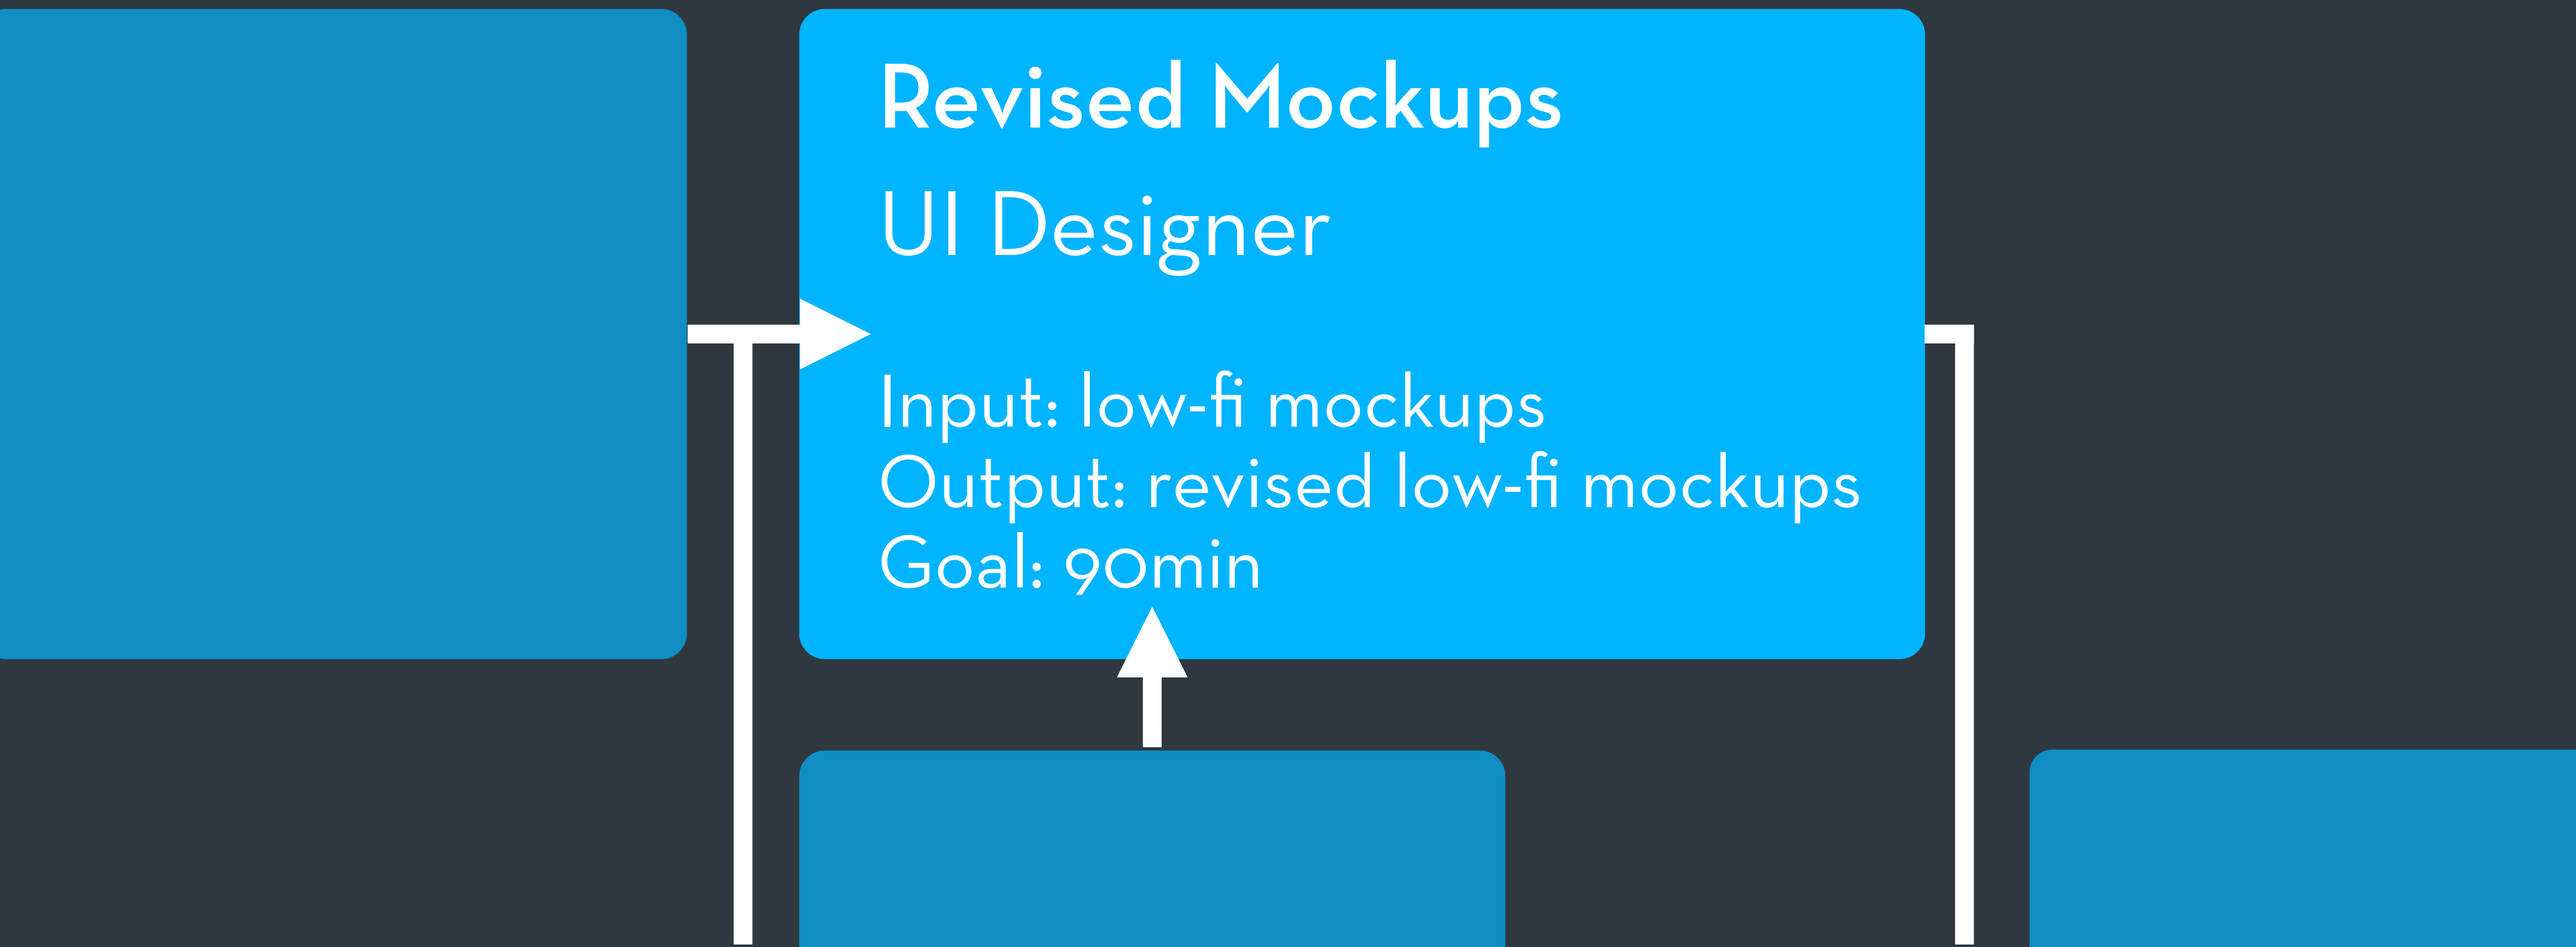 Revised Mockups
UI Designer
Input: low-fi mockups
Output: revised low-fi mockups
Goal: 90min